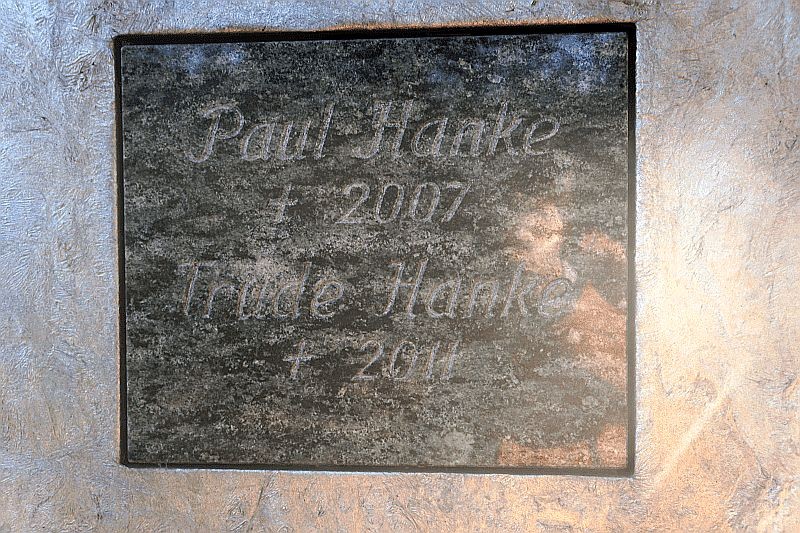 Paul Hanke
† 2007
Trude Hanke
† 2011